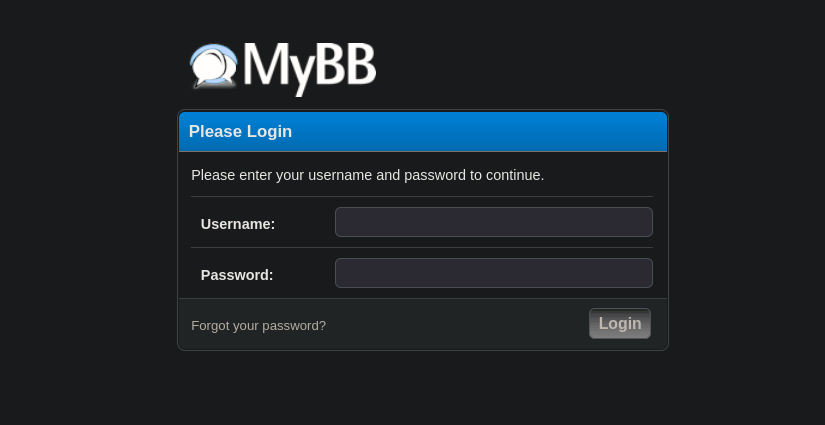 MyBB
Please Login
Please enter your username and password to continue.
Username:
Password:
Forgot your password?
Login